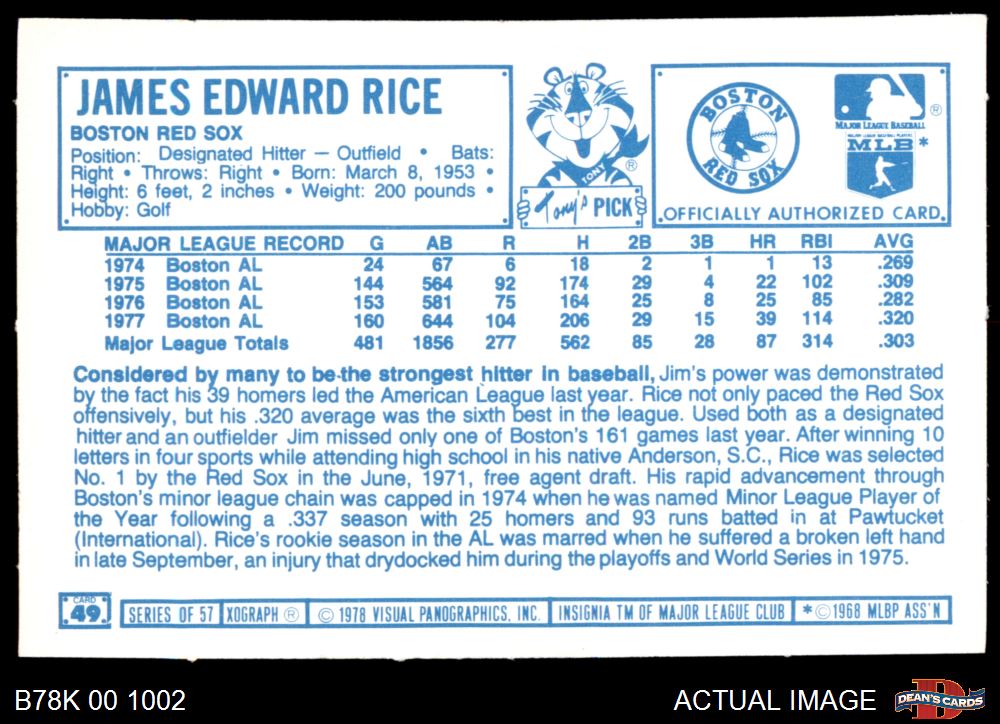 JAMES EDWARD RICE
BOSTON RED SOX
Position: Designated Hitter — Outfield • Bats:
Right • Throws: Right • Born: March 8, 1953 •
Height: 6 feet, 2 inches • Weight: 200 pounds •
Hobby: Golf
TONY
®
Tony's PICK
BOSTON
RED SOX
®
MAJOR LEAGUE BASEBALL
MAJOR LEAGUE BASEBALL PLAYERS
MLB *
OFFICIALLY AUTHORIZED CARD
MAJOR LEAGUE RECORD G AB R H 2B 3B HR RBI AVG
1974 Boston AL 24 67 6 18 2 1 1 13 .269
1975 Boston AL 144 564 92 174 29 4 22 102 .309
1976 Boston AL 153 581 75 164 25 8 25 85 .282
1977 Boston AL 160 644 104 206 29 15 39 114 .320
Major League Totals 481 1856 277 562 85 28 87 314 .303
Considered by many to be the strongest hitter in baseball, Jim's power was demonstrated
by the fact his 39 homers led the American League last year. Rice not only paced the Red Sox
offensively, but his .320 average was the sixth best in the league. Used both as a designated
hitter and an outfielder Jim missed only one of Boston's 161 games last year. After winning 10
letters in four sports while attending high school in his native Anderson, S.C., Rice was selected
No. 1 by the Red Sox in the June, 1971, free agent draft. His rapid advancement through
Boston's minor league chain was capped in 1974 when he was named Minor League Player of
the Year following a .337 season with 25 homers and 93 runs batted in at Pawtucket
(International). Rice's rookie season in the AL was marred when he suffered a broken left hand
in late September, an injury that drydocked him during the playoffs and World Series in 1975.
CARD
49
SERIES OF 57 XOGRAPH ® © 1978 VISUAL PANOGRAPHICS, INC. INSIGNIA TM OF MAJOR LEAGUE CLUB * © 1968 MLBP ASS'N
B78K 00 1002
ACTUAL IMAGE
DEAN'S CARDS